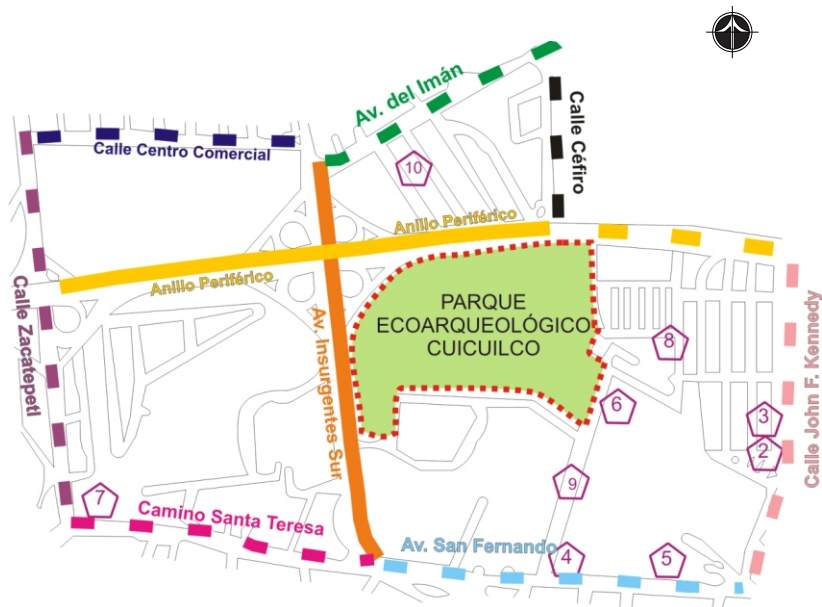 Av. del Imán
Calle Céfiro
Calle Centro Comercial
10
Anillo Periférico
Anillo Periférico
Calle Zacatepetl
Av. Insurgentes Sur
PARQUE
ECOARQUEOLÓGICO
CUICUILCO
Calle John F. Kennedy
8
6
3
2
9
7
Camino Santa Teresa
Av. San Fernando
4
5